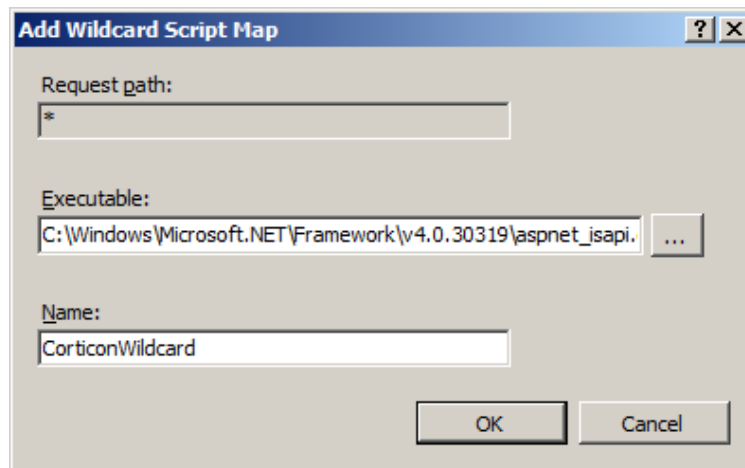 Add Wildcard Script Map
? X
Request path:
*
Executable:
C:\Windows\Microsoft.NET\Framework\v4.0.30319\aspnet_isapi.
...
Name:
CorticonWildcard
OK Cancel